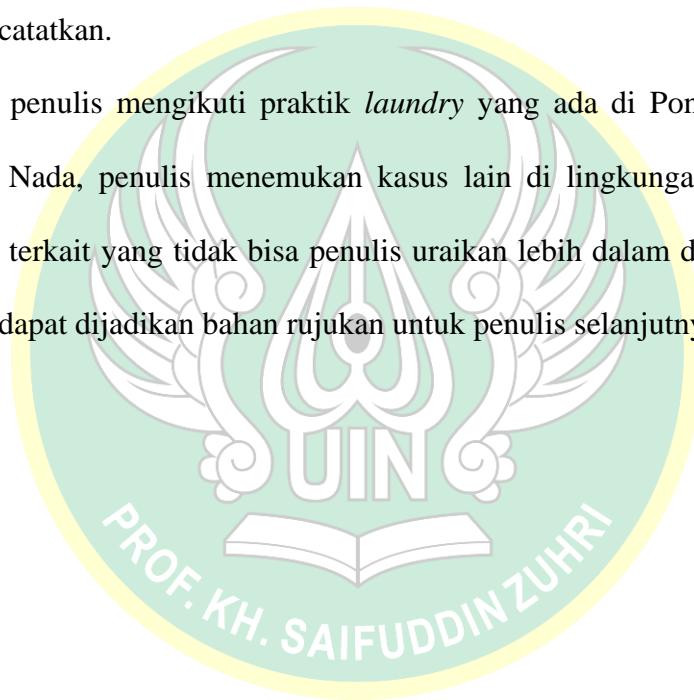 catatkan.
penulis mengikuti praktik laundry yang ada di Pon
Nada, penulis menemukan kasus lain di lingkunga
terkait yang tidak bisa penulis uraikan lebih dalam d
dapat dijadikan bahan rujukan untuk penulis selanjutny
UIN
PROF. KH. SAIFUDDIN ZUHRI